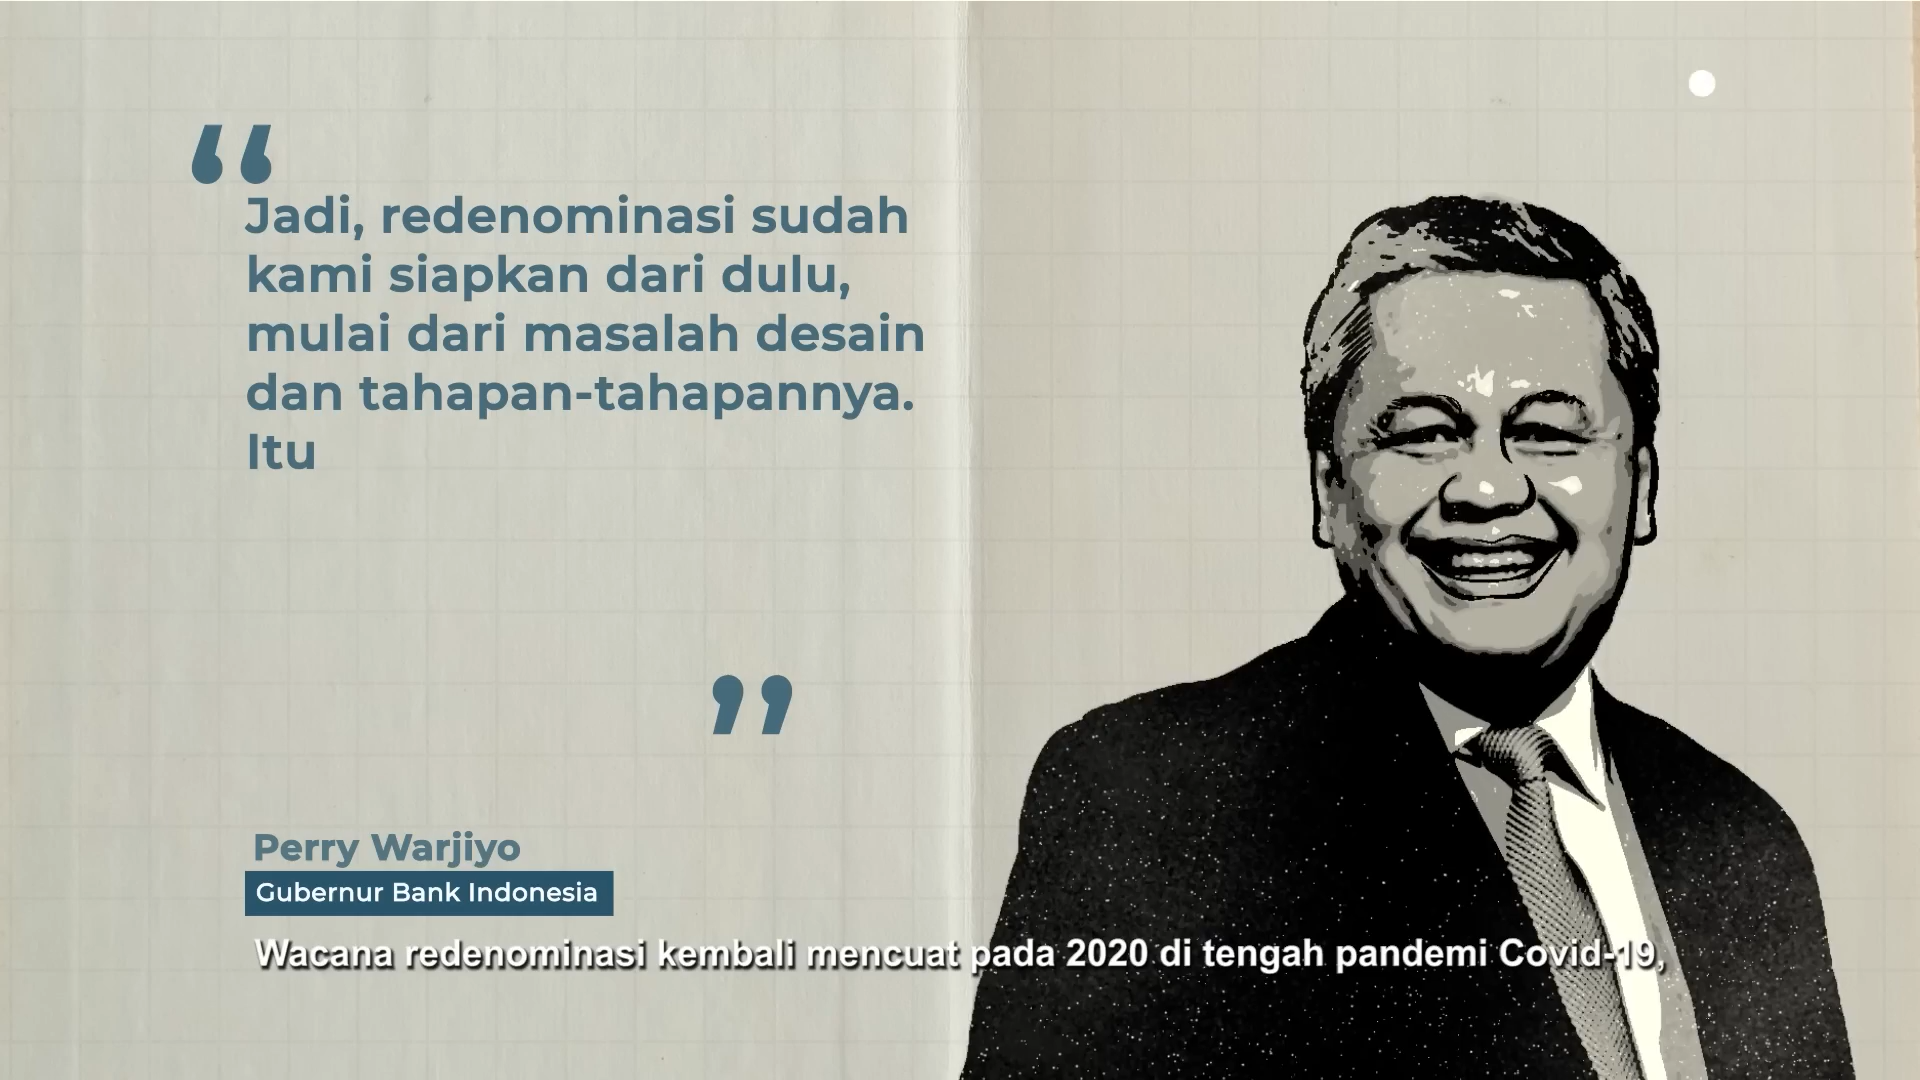 “
Jadi, redenominasi sudah
kami siapkan dari dulu,
mulai dari masalah desain
dan tahapan-tahapannya.
Itu
”
Perry Warjiyo
Gubernur Bank Indonesia
Wacana redenominasi kembali mencuat pada 2020 di tengah pandemi Covid-19,